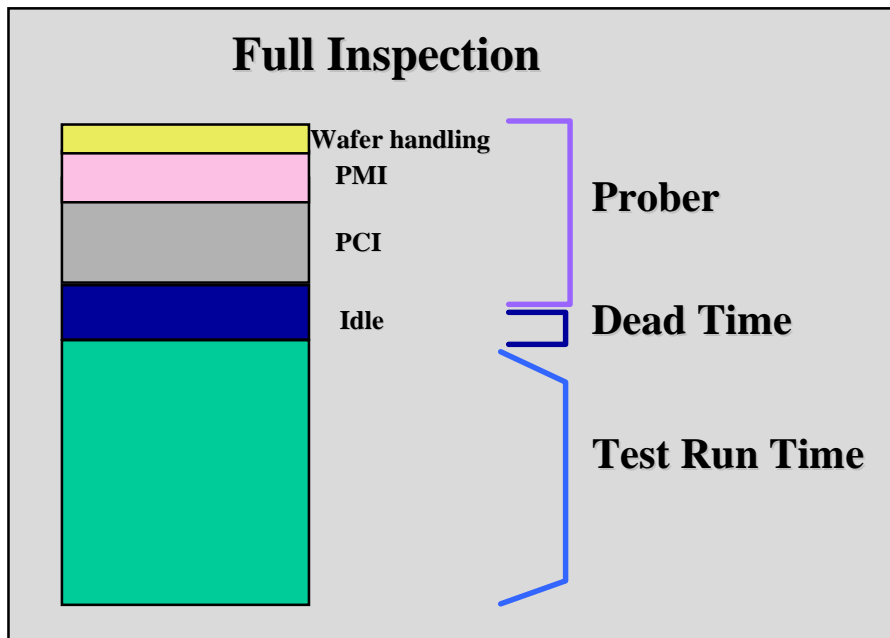 Full Inspection
Wafer handling
PMI
PCI
Idle
Prober
Dead Time
Test Run Time